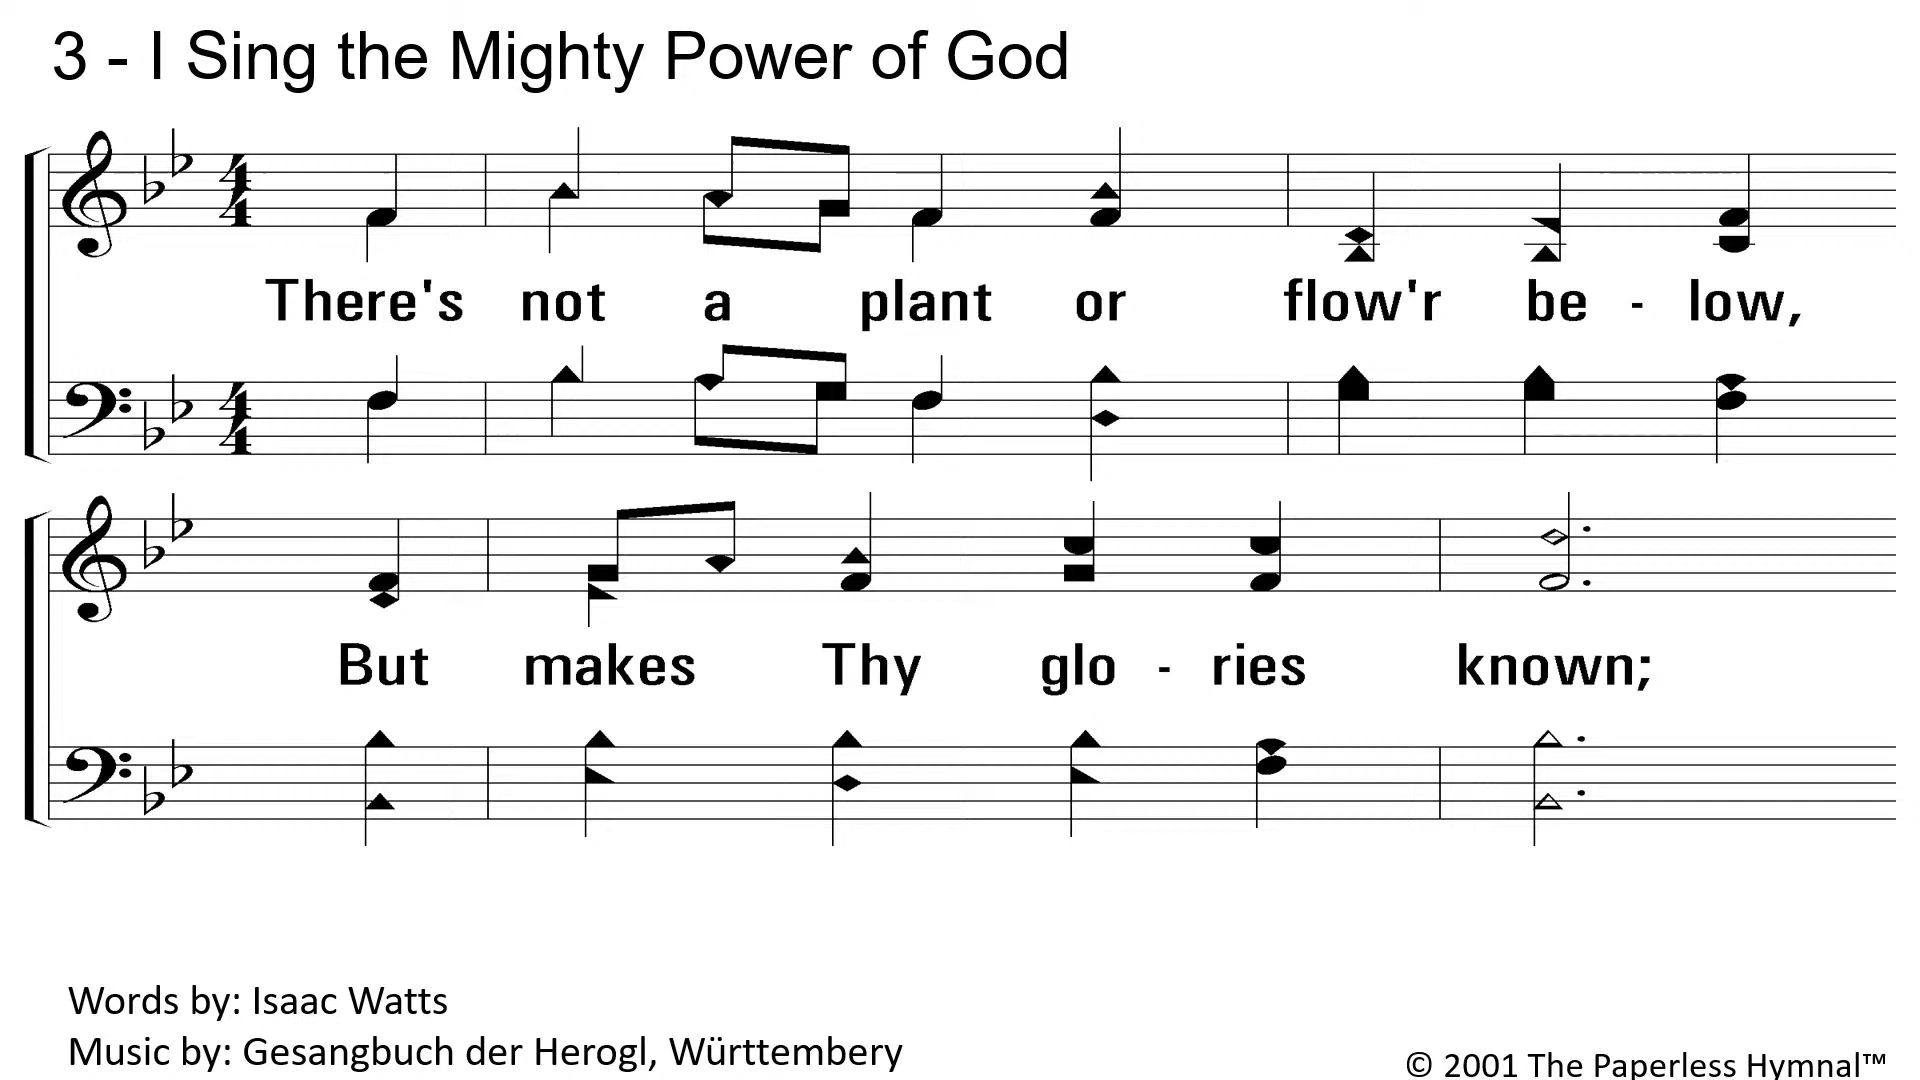 3 - I Sing the Mighty Power of God
There's not a plant or flow'r be - low,
But makes Thy glo - ries known;
Words by: Isaac Watts
Music by: Gesangbuch der Herogl, Württembery
© 2001 The Paperless Hymnal™